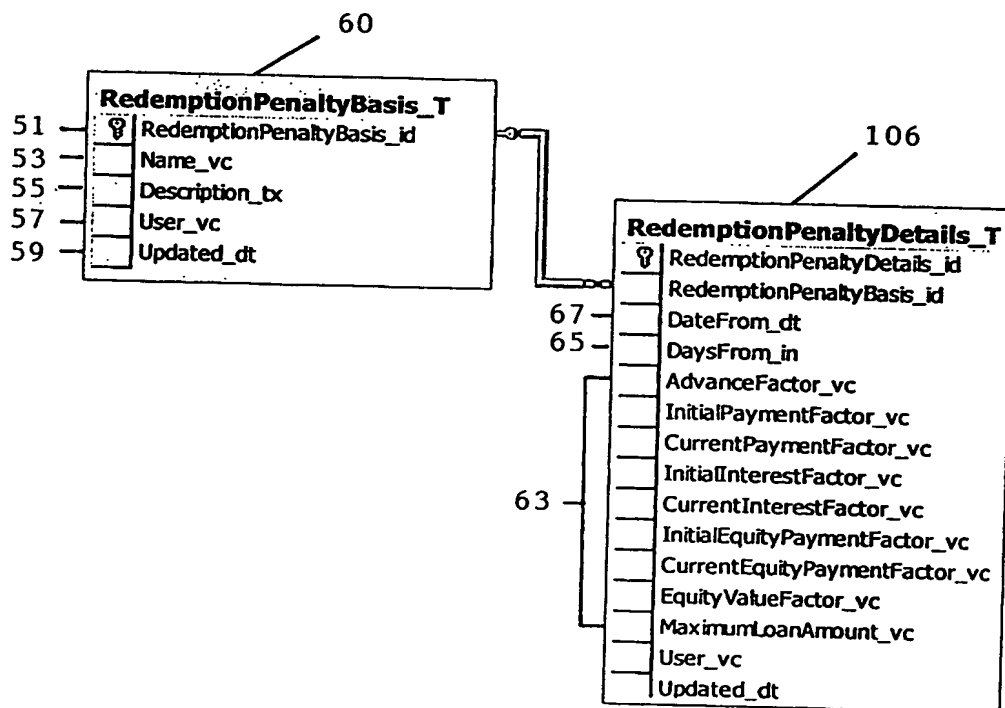 60
RedemptionPenaltyBasis_T
51 RedemptionPenaltyBasis_id
53 Name_vc
55 Description_tx
57 User_vc
59 Updated_dt
106
RedemptionPenaltyDetails_T
RedemptionPenaltyDetails_id
RedemptionPenaltyBasis_id
67 DateFrom_dt
65 DaysFrom_in
AdvanceFactor_vc
InitialPaymentFactor_vc
CurrentPaymentFactor_vc
InitialInterestFactor_vc
63 CurrentInterestFactor_vc
InitialEquityPaymentFactor_vc
CurrentEquityPaymentFactor_vc
EquityValueFactor_vc
MaximumLoanAmount_vc
User_vc
Updated_dt